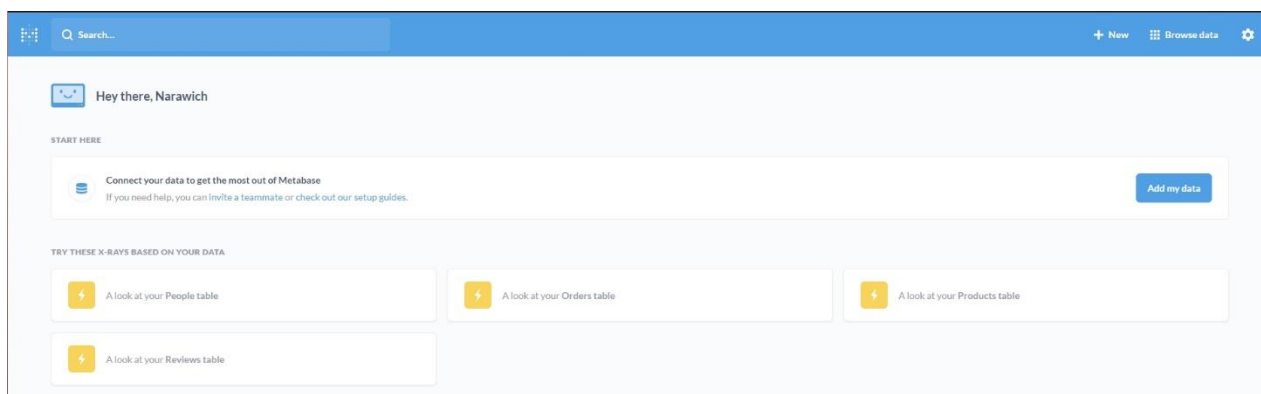 Search...
New
Browse data
Hey there, Narawich
START HERE
Connect your data to get the most out of Metabase
If you need help, you can invite a teammate or check out our setup guides.
Add my data
TRY THESE X-RAYS BASED ON YOUR DATA
A look at your People table
A look at your Orders table
A look at your Products table
A look at your Reviews table